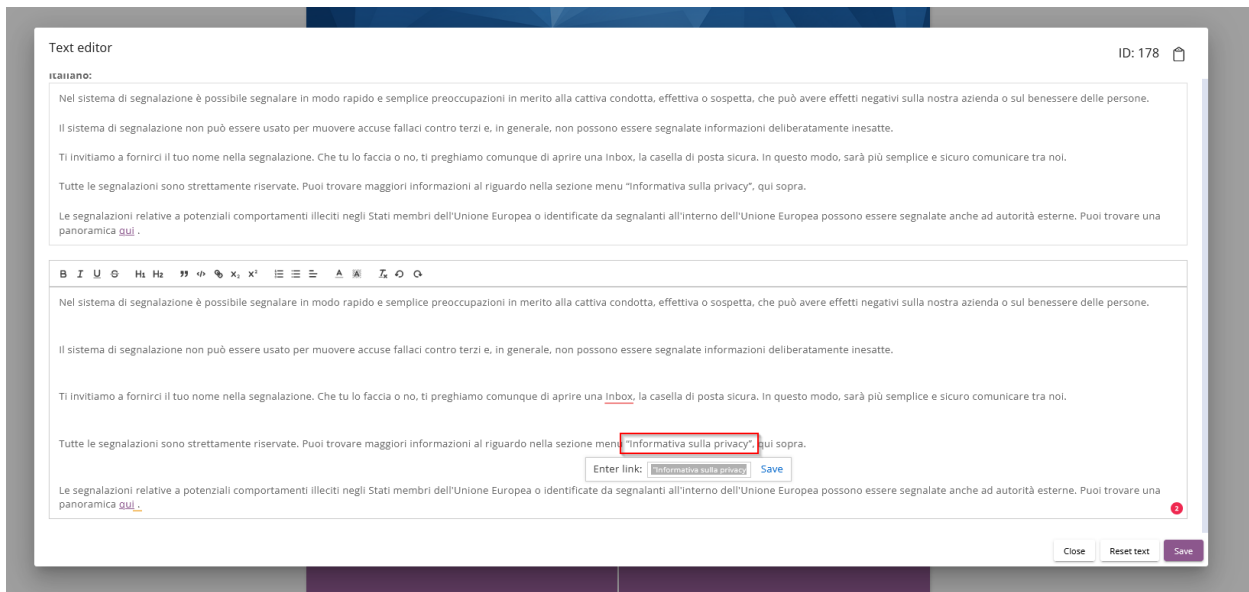 Text editor
ID: 178
Italiano:
Nel sistema di segnalazione è possibile segnalare in modo rapido e semplice preoccupazioni in merito alla cattiva condotta, effettiva o sospetta, che può avere effetti negativi sulla nostra azienda o sul benessere delle persone.
Il sistema di segnalazione non può essere usato per muovere accuse fallaci contro terzi e, in generale, non possono essere segnalate informazioni deliberatamente inesatte.
Ti invitiamo a fornirci il tuo nome nella segnalazione. Che tu lo faccia o no, ti preghiamo comunque di aprire una Inbox, la casella di posta sicura. In questo modo, sarà più semplice e sicuro comunicare tra noi.
Tutte le segnalazioni sono strettamente riservate. Puoi trovare maggiori informazioni al riguardo nella sezione menu “Informativa sulla privacy”, qui sopra.
Le segnalazioni relative a potenziali comportamenti illeciti negli Stati membri dell'Unione Europea o identificate da segnalanti all'interno dell'Unione Europea possono essere segnalate anche ad autorità esterne. Puoi trovare una
panoramica qui .
B I U S H1 H2 ” </> X₂ X² A A Tx
Nel sistema di segnalazione è possibile segnalare in modo rapido e semplice preoccupazioni in merito alla cattiva condotta, effettiva o sospetta, che può avere effetti negativi sulla nostra azienda o sul benessere delle persone.
Il sistema di segnalazione non può essere usato per muovere accuse fallaci contro terzi e, in generale, non possono essere segnalate informazioni deliberatamente inesatte.
Ti invitiamo a fornirci il tuo nome nella segnalazione. Che tu lo faccia o no, ti preghiamo comunque di aprire una Inbox, la casella di posta sicura. In questo modo, sarà più semplice e sicuro comunicare tra noi.
Tutte le segnalazioni sono strettamente riservate. Puoi trovare maggiori informazioni al riguardo nella sezione menu “Informativa sulla privacy”, qui sopra.
Enter link: “Informativa sulla privacy Save
Le segnalazioni relative a potenziali comportamenti illeciti negli Stati membri dell'Unione Europea o identificate da segnalanti all'interno dell'Unione Europea possono essere segnalate anche ad autorità esterne. Puoi trovare una
panoramica qui .
2
Close Reset text Save